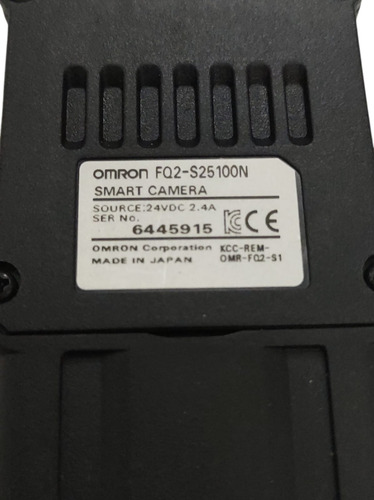 OMRON FQ2-S25100N
SMART CAMERA
SOURCE:24VDC 2.4A
SER No.
6445915
CE
OMRON Corporation KCC-REM-
MADE IN JAPAN OMR-FQ2-S1